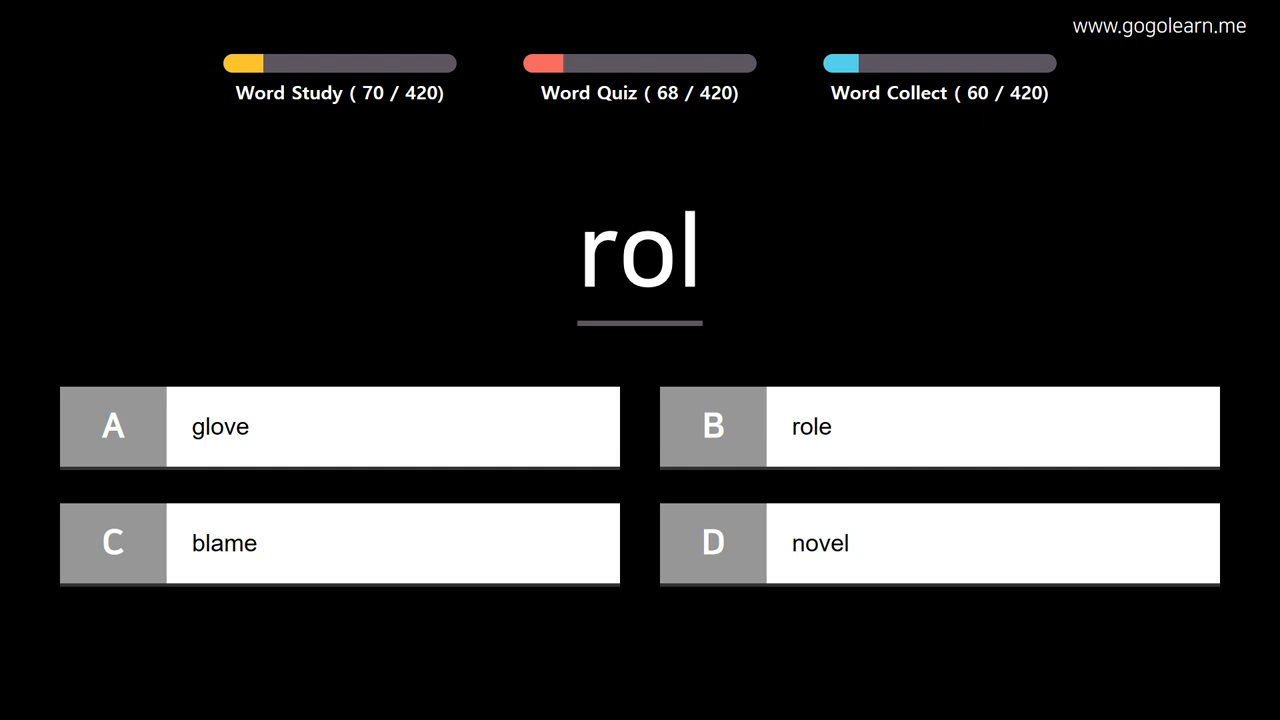 www.gogolearn.me
Word Study ( 70 / 420)
Word Quiz ( 68 / 420)
Word Collect ( 60 / 420)
rol
A glove
B role
C blame
D novel